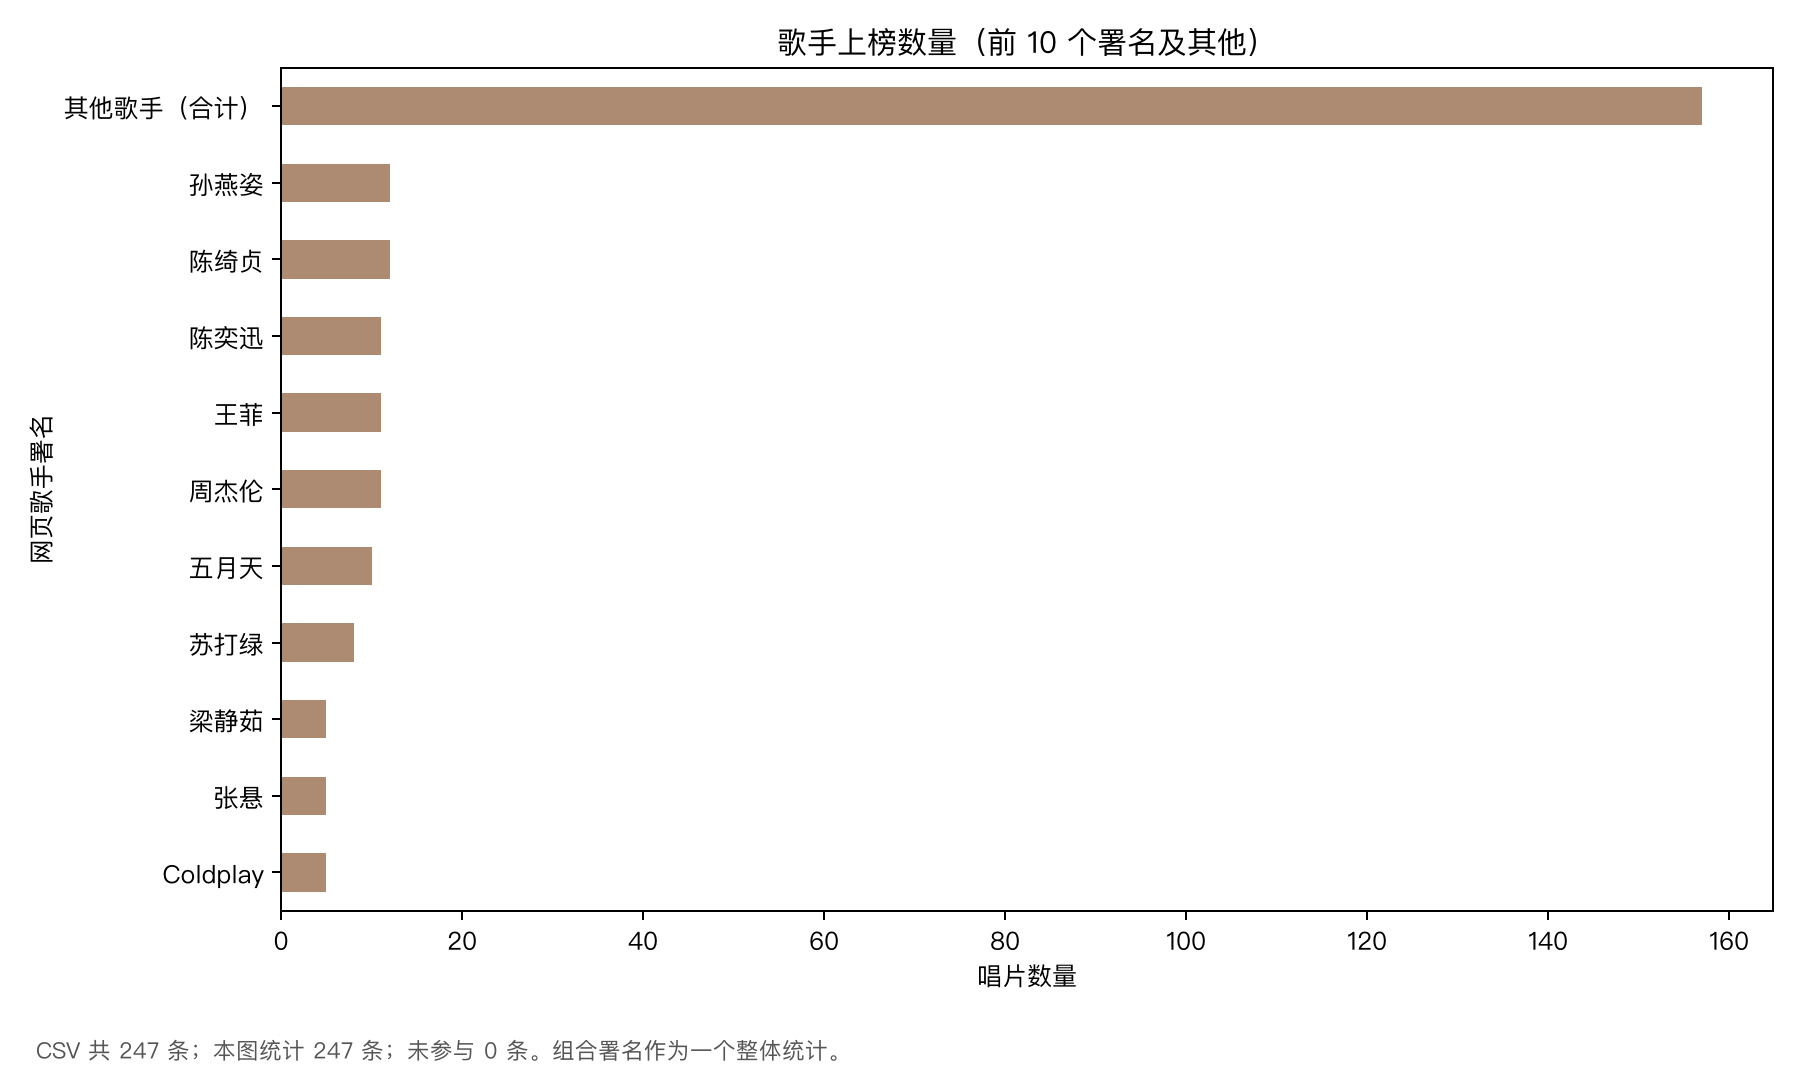 歌手上榜数量（前 10 个署名及其他）
其他歌手（合计）
孙燕姿
陈绮贞
陈奕迅
王菲
周杰伦
五月天
苏打绿
梁静茹
张悬
Coldplay
网页歌手署名
0 20 40 60 80 100 120 140 160
唱片数量
CSV 共 247 条；本图统计 247 条；未参与 0 条。组合署名作为一个整体统计。